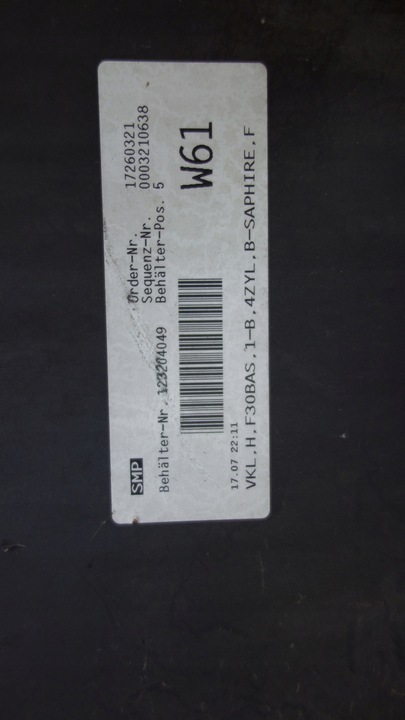 SMP
Order-Nr. 17260321
Sequenz-Nr. 0003210638
Behälter-Nr. 123204049 Behälter-Pos. 5
W61
17.07 22:11
VKL,H,F30BAS,1-B,4ZYL,B-SAPHIRE,F